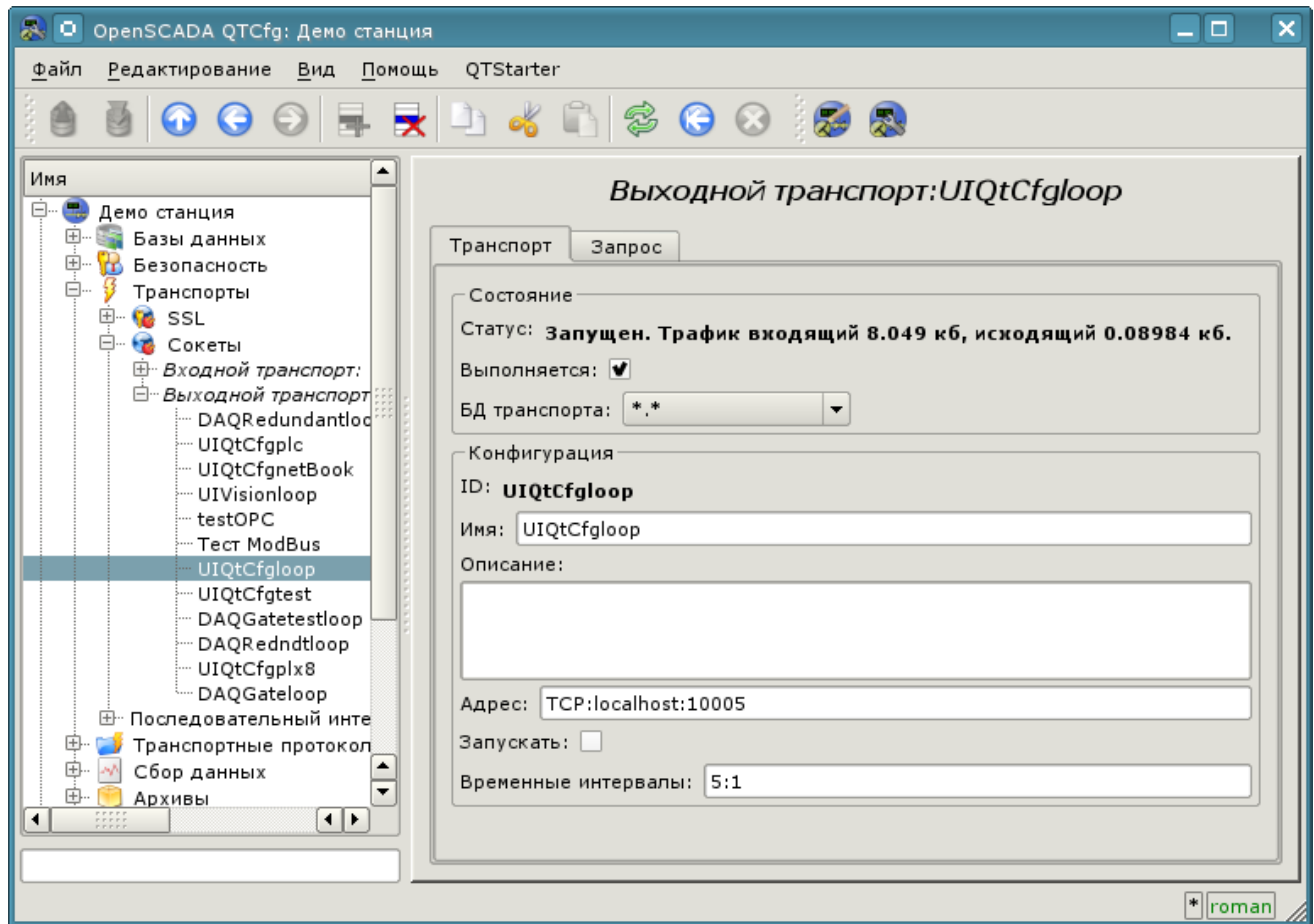 OpenSCADA QTCfg: Демо станция
Файл Редактирование Вид Помощь QTStarter
Имя
Демо станция
Базы данных
Безопасность
Транспорты
SSL
Сокеты
Входной транспорт:
Выходной транспорт
DAQRedundantloo
UIQtCfgplc
UIQtCfgnetBook
UIVisionloop
testOPC
Тест ModBus
UIQtCfgloop
UIQtCfgtest
DAQGatetestloop
DAQRedndtloop
UIQtCfgplx8
DAQGateloop
Последовательный инте
Транспортные протокол
Сбор данных
Архивы
Выходной транспорт:UIQtCfgloop
Транспорт Запрос
Состояние
Статус: Запущен. Трафик входящий 8.049 кб, исходящий 0.08984 кб.
Выполняется:
БД транспорта: *.*
Конфигурация
ID: UIQtCfgloop
Имя: UIQtCfgloop
Описание:
Адрес: TCP:localhost:10005
Запускать:
Временные интервалы: 5:1
* roman